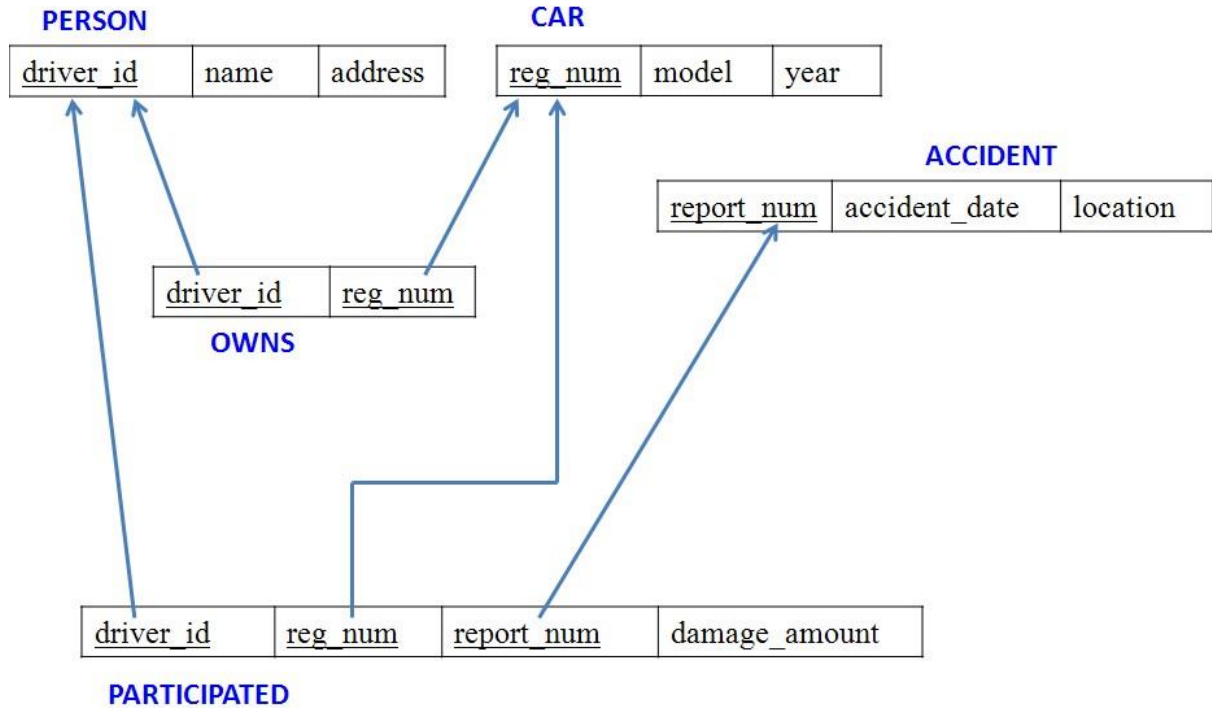 PERSON
CAR
driver_id name address
reg_num model year
ACCIDENT
report_num accident_date location
driver_id reg_num
OWNS
driver_id reg_num report_num damage_amount
PARTICIPATED